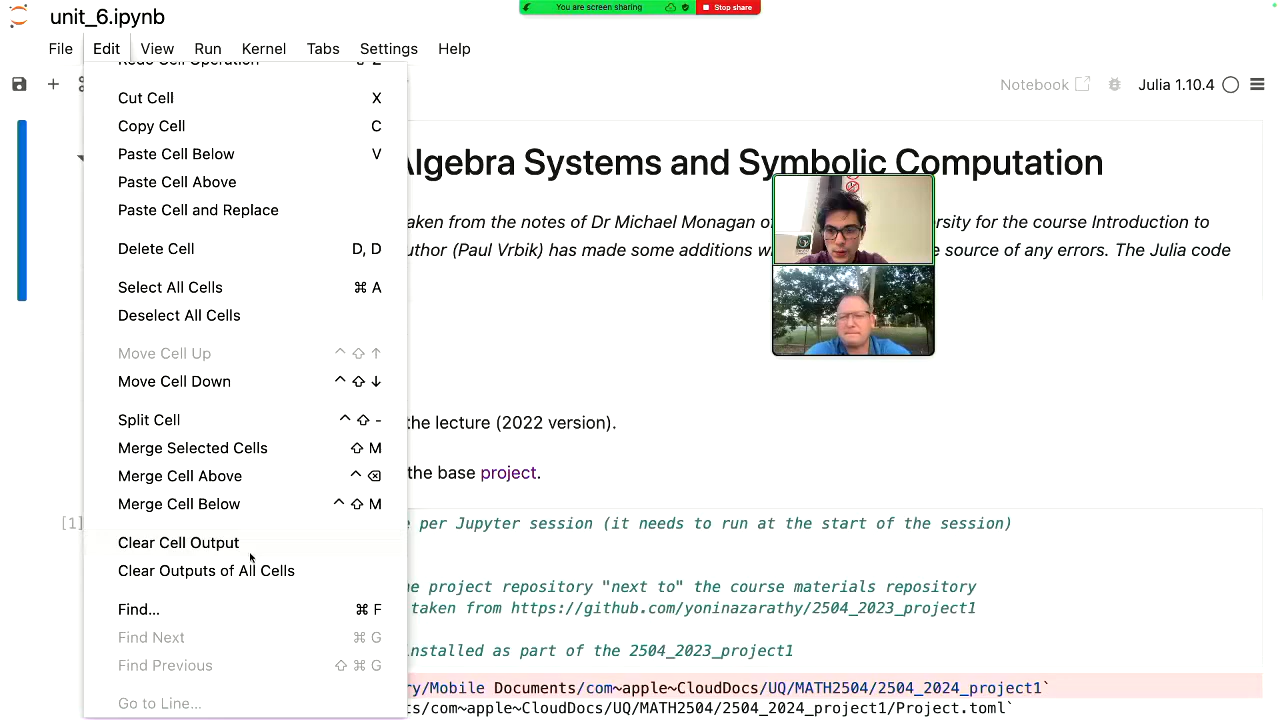 You are screen sharing
Stop share
unit_6.ipynb
File Edit View Run Kernel Tabs Settings Help
Redo Cell Operation ⇧ Z
Cut Cell X
Copy Cell C
Paste Cell Below V
Paste Cell Above
Paste Cell and Replace
Delete Cell D, D
Select All Cells ⌘ A
Deselect All Cells
Move Cell Up ^ ⇧ ↑
Move Cell Down ^ ⇧ ↓
Split Cell ^ ⇧ -
Merge Selected Cells ⇧ M
Merge Cell Above ^ ⌫
Merge Cell Below ^ ⇧ M
Clear Cell Output
Clear Outputs of All Cells
Find... ⌘ F
Find Next ⌘ G
Find Previous ⇧ ⌘ G
Go to Line...
Notebook
Julia 1.10.4
Algebra Systems and Symbolic Computation
taken from the notes of Dr Michael Monagan of ersity for the course Introduction to
uthor (Paul Vrbik) has made some additions w e source of any errors. The Julia code
the lecture (2022 version).
the base project.
[1]
e per Jupyter session (it needs to run at the start of the session)
he project repository "next to" the course materials repository
taken from https://github.com/yoninazarathy/2504_2023_project1
nstalled as part of the 2504_2023_project1
ry/Mobile Documents/com~apple~CloudDocs/UQ/MATH2504/2504_2024_project1`
ts/com~apple~CloudDocs/UQ/MATH2504/2504_2024_project1/Project.toml`